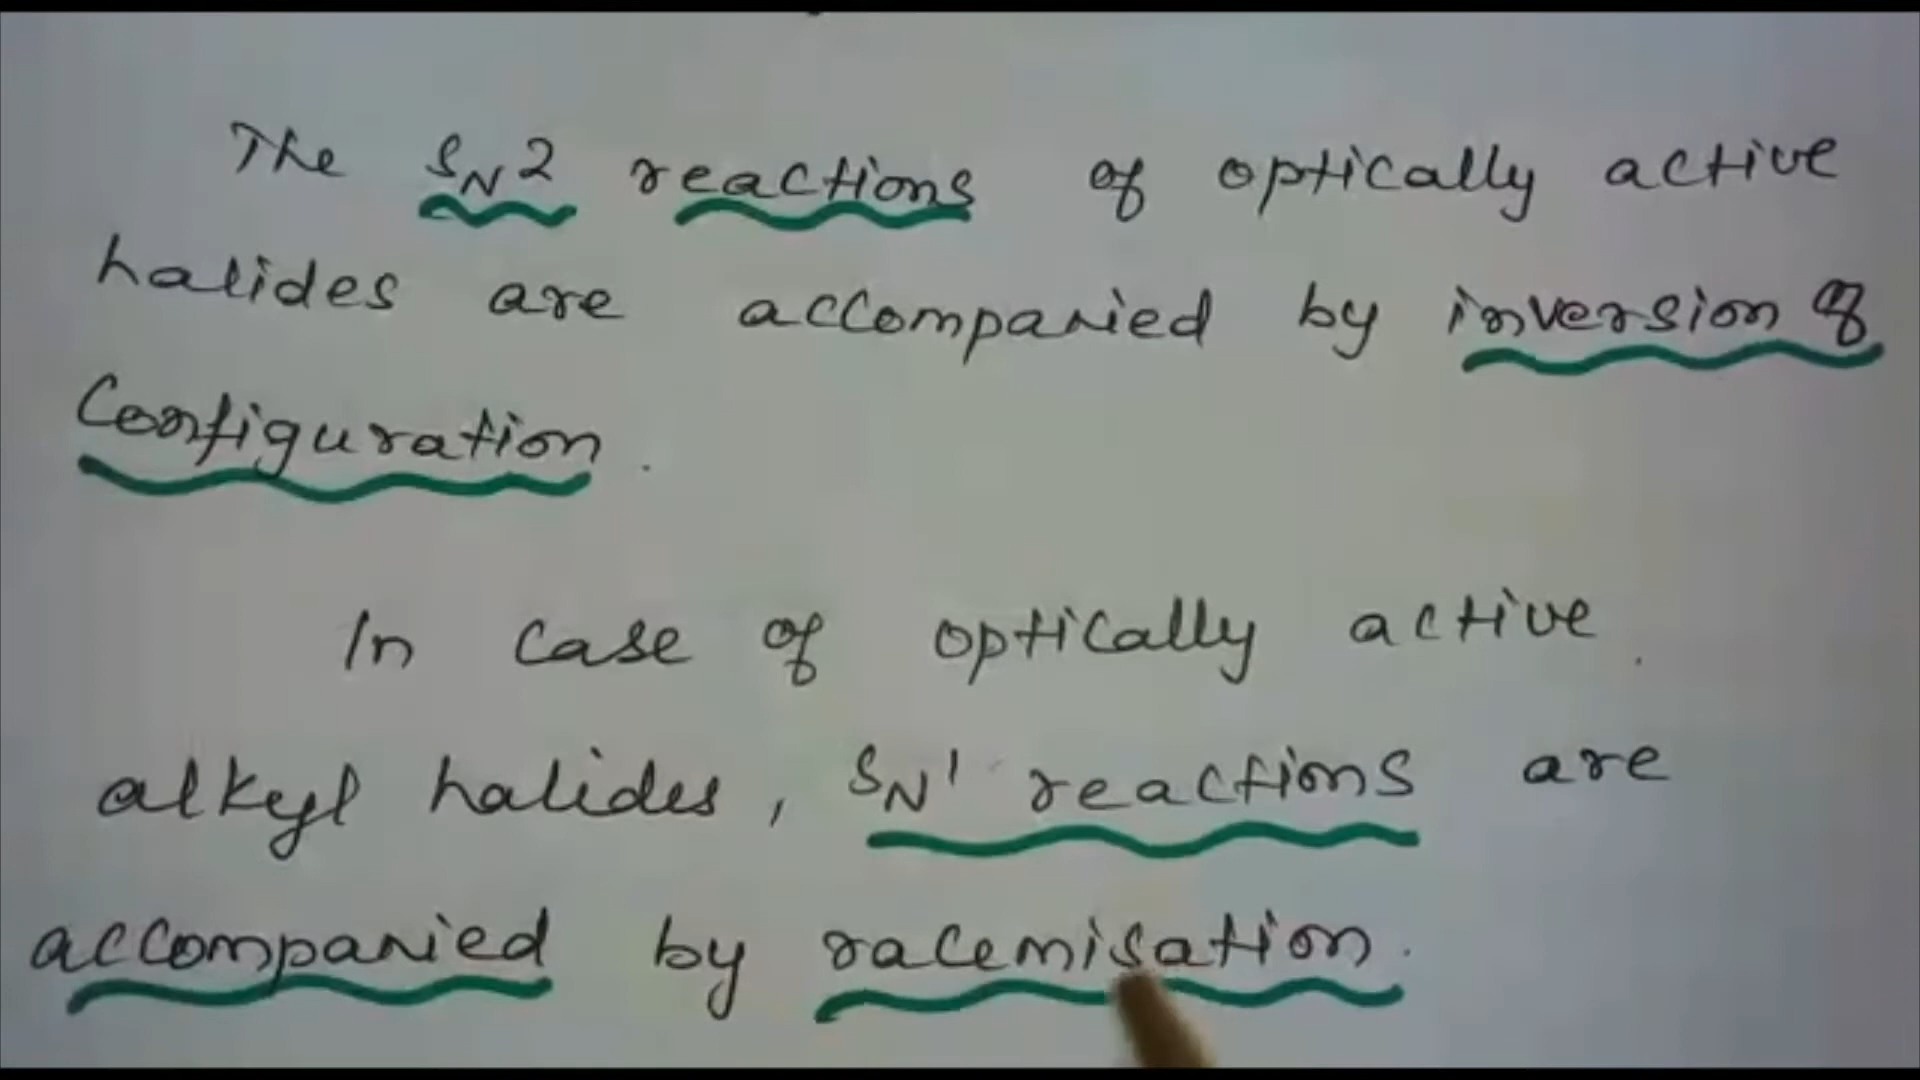 The SN2 reactions of optically active
halides are accompanied by inversion of
Configuration.
In case of optically active
alkyl halides, SN1 reactions are
accompanied by racemisation.